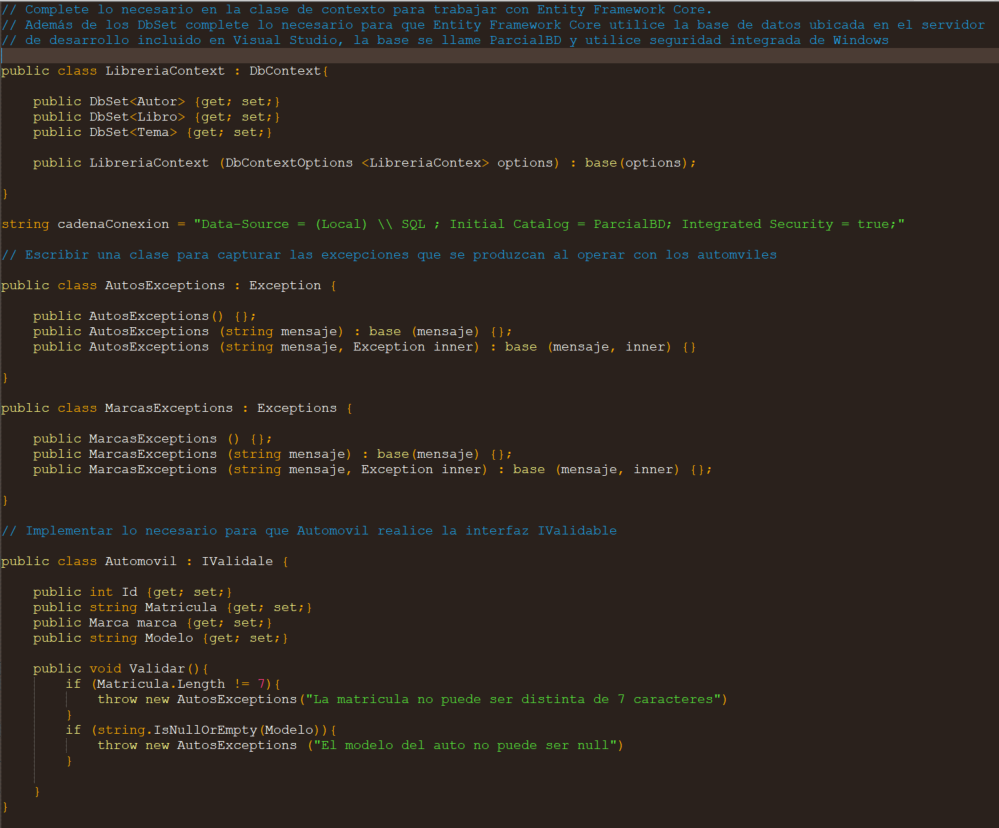 // Complete lo necesario en la clase de contexto para trabajar con Entity Framework Core.
// Además de los DbSet complete lo necesario para que Entity Framework Core utilice la base de datos ubicada en el servidor
// de desarrollo incluido en Visual Studio, la base se llame ParcialBD y utilice seguridad integrada de Windows
public class LibreriaContext : DbContext{
public DbSet<Autor> {get; set;}
public DbSet<Libro> {get; set;}
public DbSet<Tema> {get; set;}
public LibreriaContext (DbContextOptions <LibreriaContex> options) : base(options);
}
string cadenaConexion = "Data-Source = (Local) \\ SQL ; Initial Catalog = ParcialBD; Integrated Security = true;"
// Escribir una clase para capturar las excepciones que se produzcan al operar con los automviles
public class AutosExceptions : Exception {
public AutosExceptions() {};
public AutosExceptions (string mensaje) : base (mensaje) {};
public AutosExceptions (string mensaje, Exception inner) : base (mensaje, inner) {}
}
public class MarcasExceptions : Exceptions {
public MarcasExceptions () {};
public MarcasExceptions (string mensaje) : base(mensaje) {};
public MarcasExceptions (string mensaje, Exception inner) : base (mensaje, inner) {};
}
// Implementar lo necesario para que Automovil realice la interfaz IValidable
public class Automovil : IValidale {
public int Id {get; set;}
public string Matricula {get; set;}
public Marca marca {get; set;}
public string Modelo {get; set;}
public void Validar(){
if (Matricula.Length != 7){
throw new AutosExceptions("La matricula no puede ser distinta de 7 caracteres")
}
if (string.IsNullOrEmpty(Modelo)){
throw new AutosExceptions ("El modelo del auto no puede ser null")
}
}
}